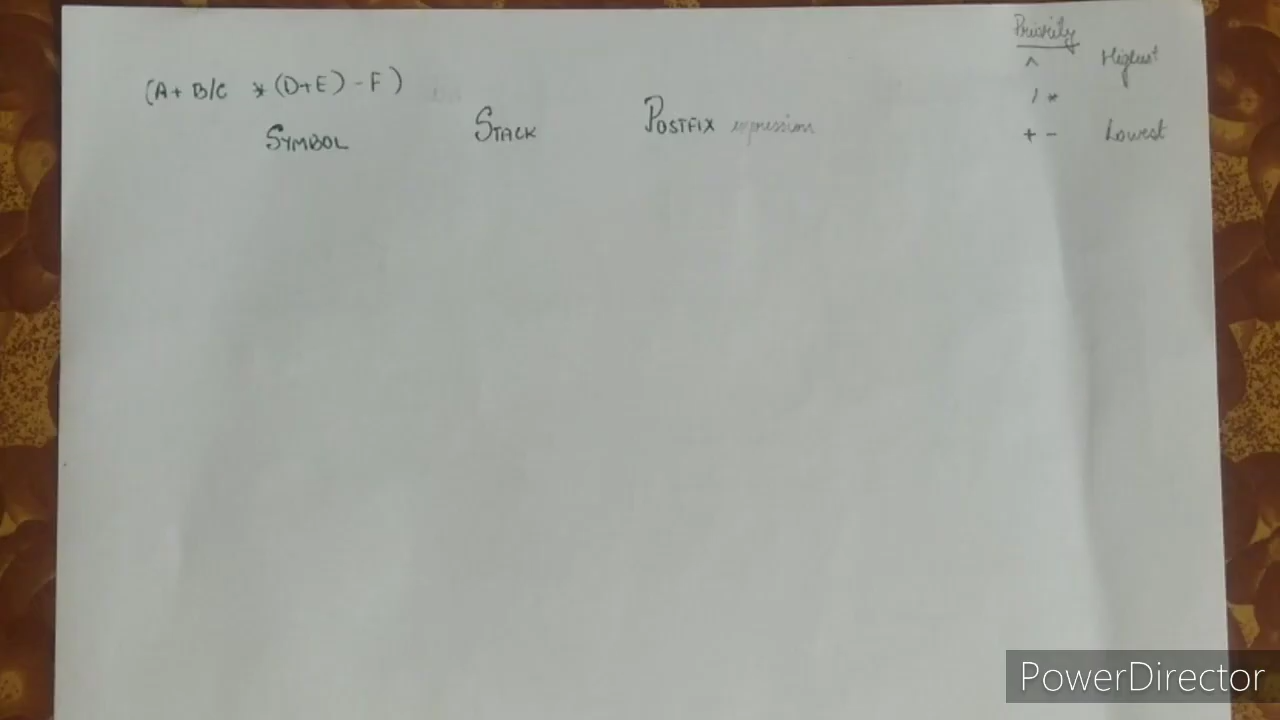 (A + B/C * (D+E) - F)
SYMBOL STACK POSTFIX expression
Priority
^ Highest
/ *
+ - Lowest
PowerDirector